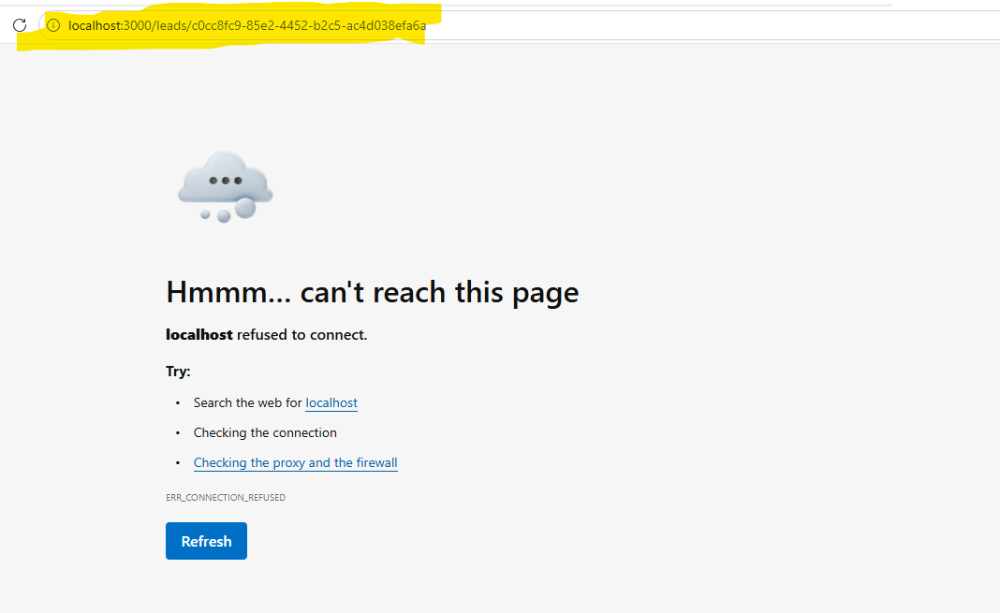 localhost:3000/leads/c0cc8fc9-85e2-4452-b2c5-ac4d038efa6a
Hmmm... can't reach this page
localhost refused to connect.
Try:
• Search the web for localhost
• Checking the connection
• Checking the proxy and the firewall
ERR_CONNECTION_REFUSED
Refresh